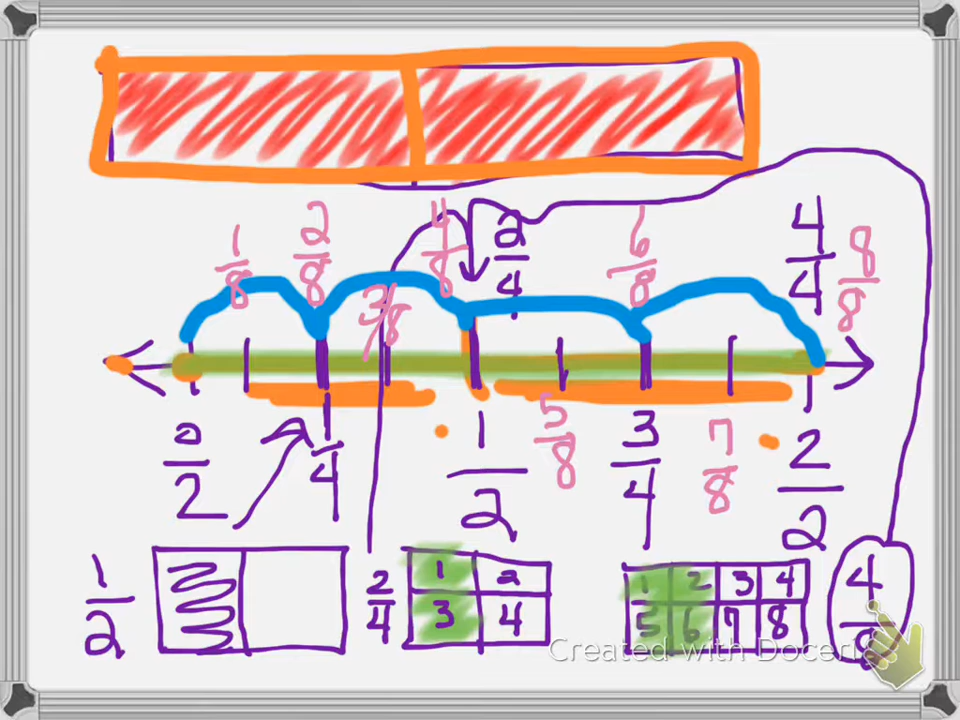 1/8 2/8 3/8 4/8 2/4 6/8 4/4 8/8
0/2 1/4 1/2 5/8 3/4 7/8 2/2
1/2 2/4 1 2 3 4 1 2 3 4 5 6 7 8
Created with Doceri